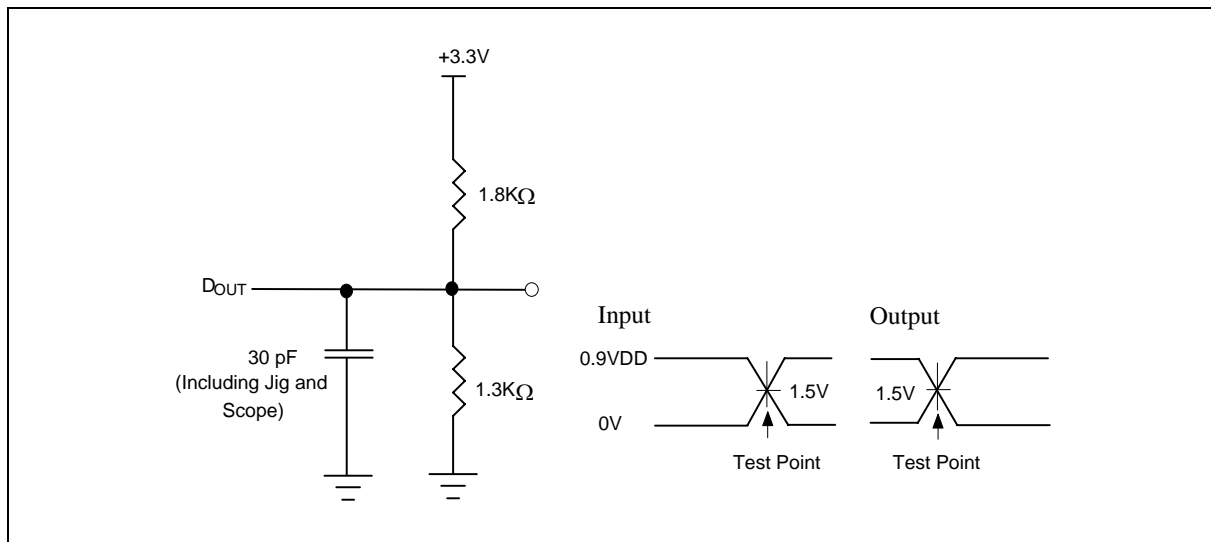 +3.3V
1.8KΩ
DOUT
30 pF
(Including Jig and
Scope)
1.3KΩ
Input
Output
0.9VDD
1.5V
1.5V
0V
Test Point
Test Point